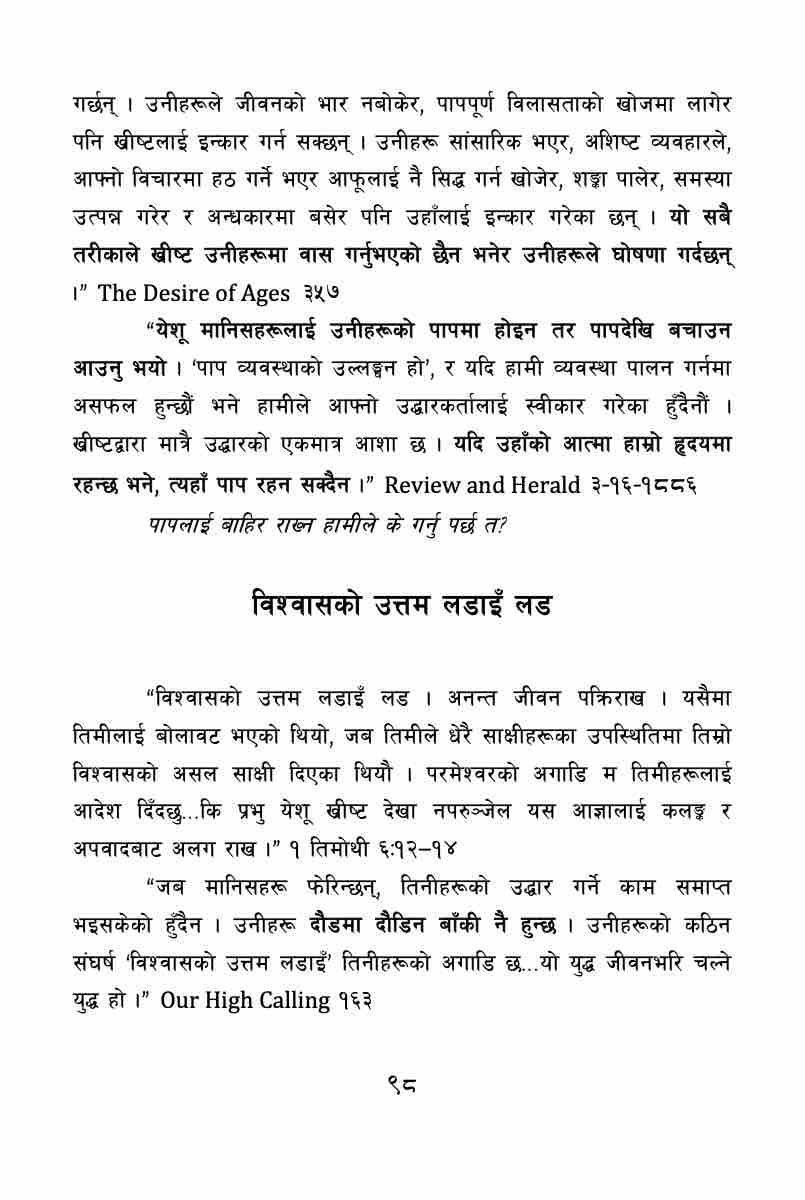 गर्छन् । उनीहरूले जीवनको भार नबोकेर, पापपूर्ण विलासताको खोजमा लागेर
पनि ख्रीष्टलाई इन्कार गर्न सक्छन् । उनीहरू सांसारिक भएर, अशिष्ट व्यवहारले,
आफ्नो विचारमा हठ गर्ने भएर आफूलाई नै सिद्ध गर्न खोजेर, शङ्का पालेर, समस्या
उत्पन्न गरेर र अन्धकारमा बसेर पनि उहाँलाई इन्कार गरेका छन् । यो सबै
तरीकाले ख्रीष्ट उनीहरूमा वास गर्नुभएको छैन भनेर उनीहरूले घोषणा गर्दछन्
।” The Desire of Ages ३५७
“येशू मानिसहरूलाई उनीहरूको पापमा होइन तर पापदेखि बचाउन
आउनु भयो । ‘पाप व्यवस्थाको उल्लङ्घन हो’, र यदि हामी व्यवस्था पालन गर्नमा
असफल हुन्छौं भने हामीले आफ्नो उद्धारकर्तालाई स्वीकार गरेका हुँदैनौं ।
ख्रीष्टद्वारा मात्रै उद्धारको एकमात्र आशा छ । यदि उहाँको आत्मा हाम्रो हृदयमा
रहन्छ भने, त्यहाँ पाप रहन सक्दैन ।” Review and Herald ३-१६-१८८६
पापलाई बाहिर राख्न हामीले के गर्नु पर्छ त?
विश्वासको उत्तम लडाइँ लड
“विश्वासको उत्तम लडाइँ लड । अनन्त जीवन पक्रिराख । यसैमा
तिमीलाई बोलावट भएको थियो, जब तिमीले धेरै साक्षीहरूका उपस्थितिमा तिम्रो
विश्वासको असल साक्षी दिएका थियौ । परमेश्वरको अगाडि म तिमीहरूलाई
आदेश दिँदछु...कि प्रभु येशू ख्रीष्ट देखा नपरुञ्जेल यस आज्ञालाई कलङ्क र
अपवादबाट अलग राख ।” १ तिमोथी ६:१२–१४
“जब मानिसहरू फेरिन्छन्, तिनीहरूको उद्धार गर्ने काम समाप्त
भइसकेको हुँदैन । उनीहरू दौडमा दौडिन बाँकी नै हुन्छ । उनीहरूको कठिन
संघर्ष ‘विश्वासको उत्तम लडाइँ’ तिनीहरूको अगाडि छ...यो युद्ध जीवनभरि चल्ने
युद्ध हो ।” Our High Calling १६३
९८